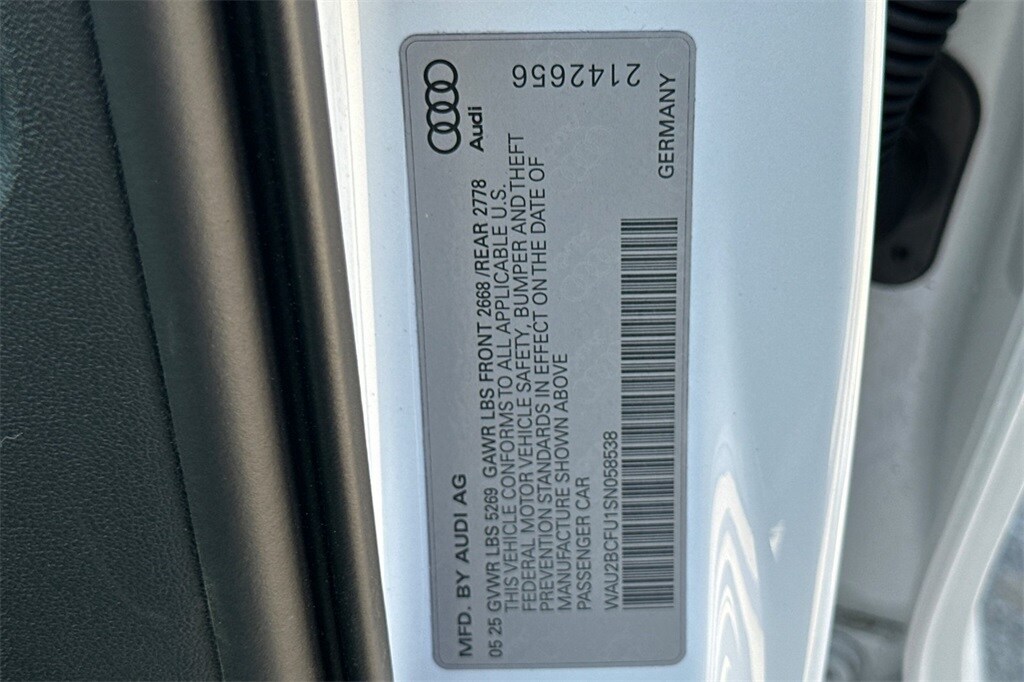 MFD. BY AUDI AG
Audi
05 25 GVWR LBS 5269 GAWR LBS FRONT 2668 / REAR 2778
THIS VEHICLE CONFORMS TO ALL APPLICABLE U.S.
FEDERAL MOTOR VEHICLE SAFETY, BUMPER AND THEFT
PREVENTION STANDARDS IN EFFECT ON THE DATE OF
MANUFACTURE SHOWN ABOVE
PASSENGER CAR
WAU2BCFU1SN058538
GERMANY
2142656